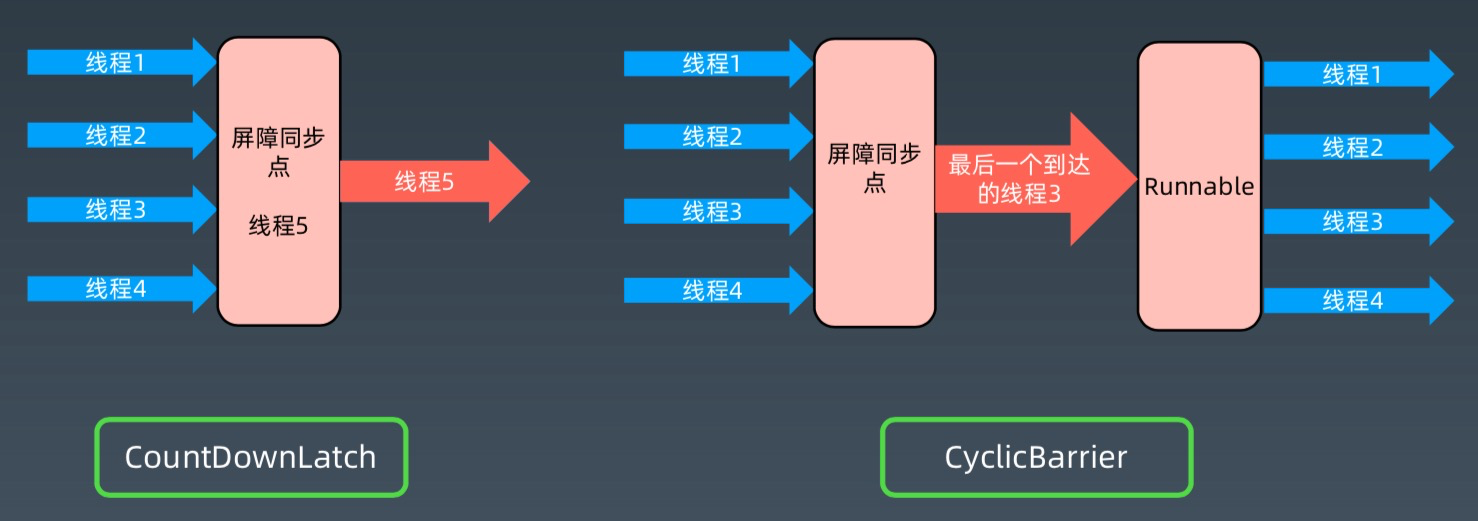 线程1
线程2
线程3
线程4
屏障同步
点
线程5
线程5
CountDownLatch
线程1
线程2
线程3
线程4
屏障同步
点
最后一个到达
的线程3
Runnable
线程1
线程2
线程3
线程4
CyclicBarrier